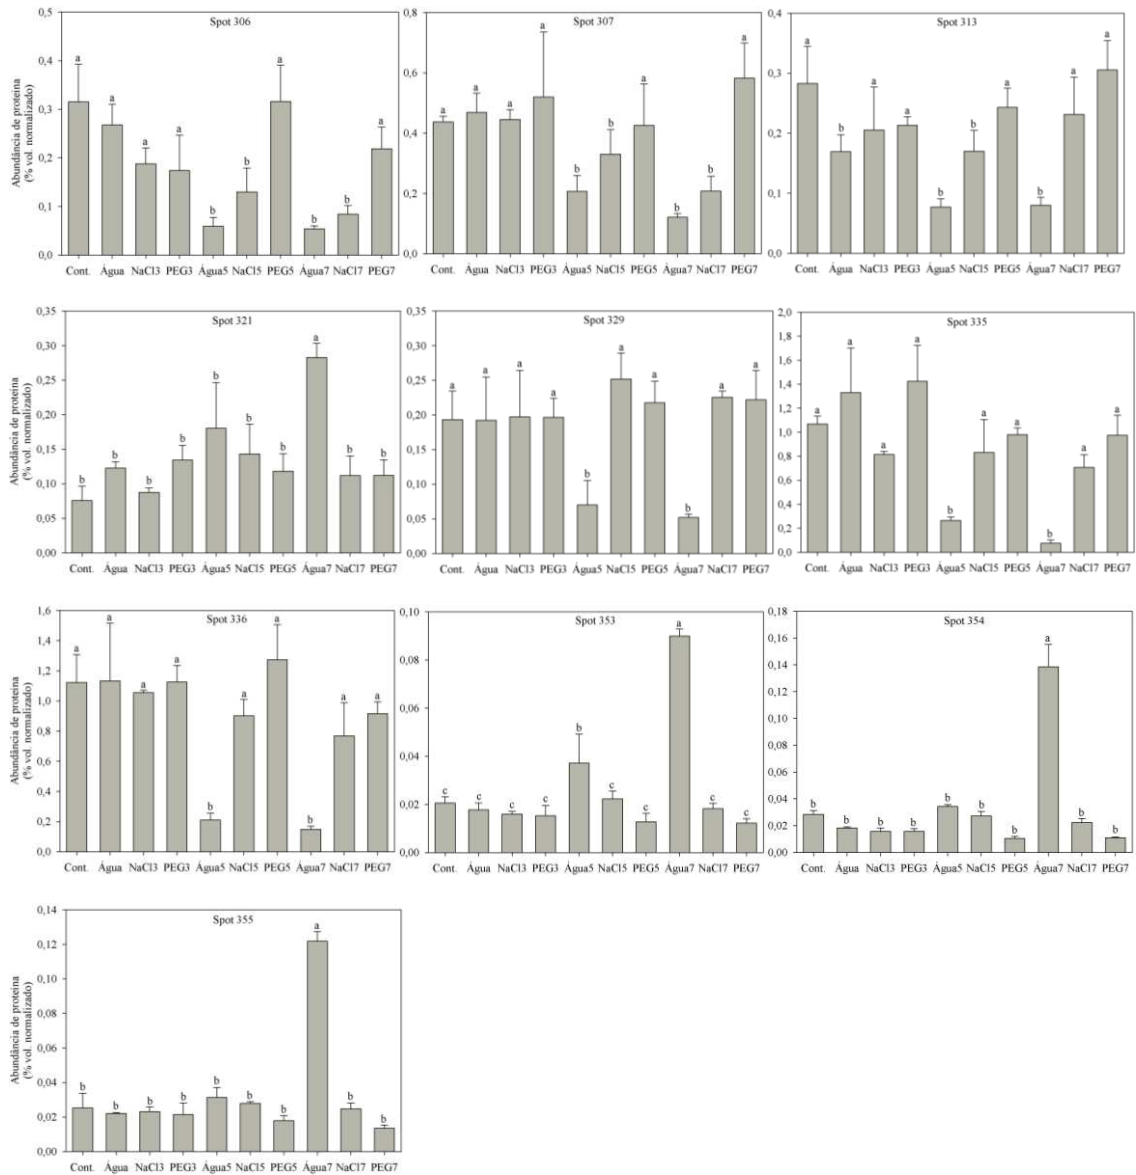 Spot 306
a a a a b b a b b a
0,5
0,4
0,3
0,2
0,1
0,0
Abundância de proteína
(% vol. normalizado)
Cont. Água NaCl3 PEG3 Água5 NaCl5 PEG5 Água7 NaCl7 PEG7
Spot 307
a a a a b b a b b a
0,8
0,6
0,4
0,2
0,0
Cont. Água NaCl3 PEG3 Água5 NaCl5 PEG5 Água7 NaCl7 PEG7
Spot 313
a b a a b b a b a a
0,4
0,3
0,2
0,1
0,0
Cont. Água NaCl3 PEG3 Água5 NaCl5 PEG5 Água7 NaCl7 PEG7
Spot 321
b b b b b b b a b b
0,35
0,30
0,25
0,20
0,15
0,10
0,05
0,00
Abundância de proteína
(% vol. normalizado)
Cont. Água NaCl3 PEG3 Água5 NaCl5 PEG5 Água7 NaCl7 PEG7
Spot 329
a a a a b a a b a a
0,35
0,30
0,25
0,20
0,15
0,10
0,05
0,00
Cont. Água NaCl3 PEG3 Água5 NaCl5 PEG5 Água7 NaCl7 PEG7
Spot 335
a a a a b a a b a a
2,0
1,8
1,6
1,4
1,2
1,0
0,8
0,6
0,4
0,2
0,0
Cont. Água NaCl3 PEG3 Água5 NaCl5 PEG5 Água7 NaCl7 PEG7
Spot 336
a a a a b a a b a a
1,6
1,4
1,2
1,0
0,8
0,6
0,4
0,2
0,0
Abundância de proteína
(% vol. normalizado)
Cont. Água NaCl3 PEG3 Água5 NaCl5 PEG5 Água7 NaCl7 PEG7
Spot 353
c c c c b c c a c c
0,10
0,08
0,06
0,04
0,02
0,00
Cont. Água NaCl3 PEG3 Água5 NaCl5 PEG5 Água7 NaCl7 PEG7
Spot 354
b b b b b b b a b b
0,18
0,16
0,14
0,12
0,10
0,08
0,06
0,04
0,02
0,00
Cont. Água NaCl3 PEG3 Água5 NaCl5 PEG5 Água7 NaCl7 PEG7
Spot 355
b b b b b b b a b b
0,14
0,12
0,10
0,08
0,06
0,04
0,02
0,00
Abundância de proteína
(% vol. normalizado)
Cont. Água NaCl3 PEG3 Água5 NaCl5 PEG5 Água7 NaCl7 PEG7